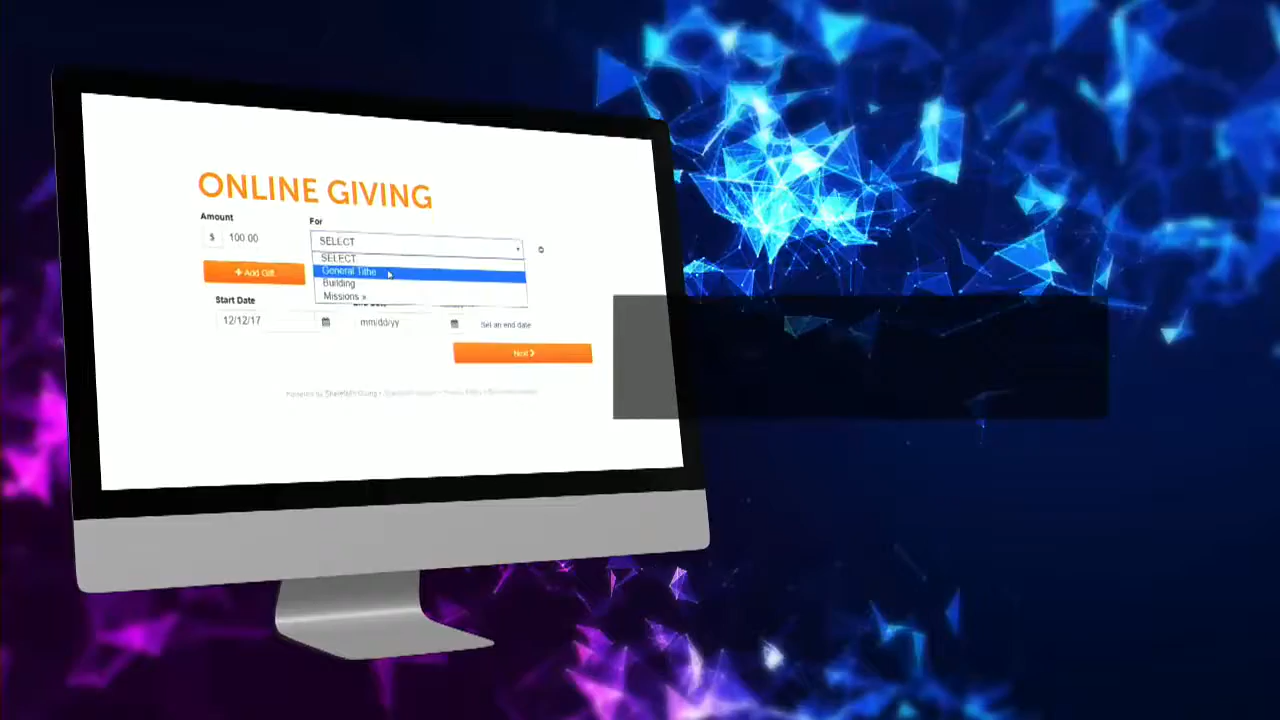 ONLINE GIVING
Amount
For
$ 100.00
SELECT
SELECT
+ Add Gift
General Tithe
Building
Missions »
Start Date
12/12/17
mm/dd/yy
Set an end date
Next